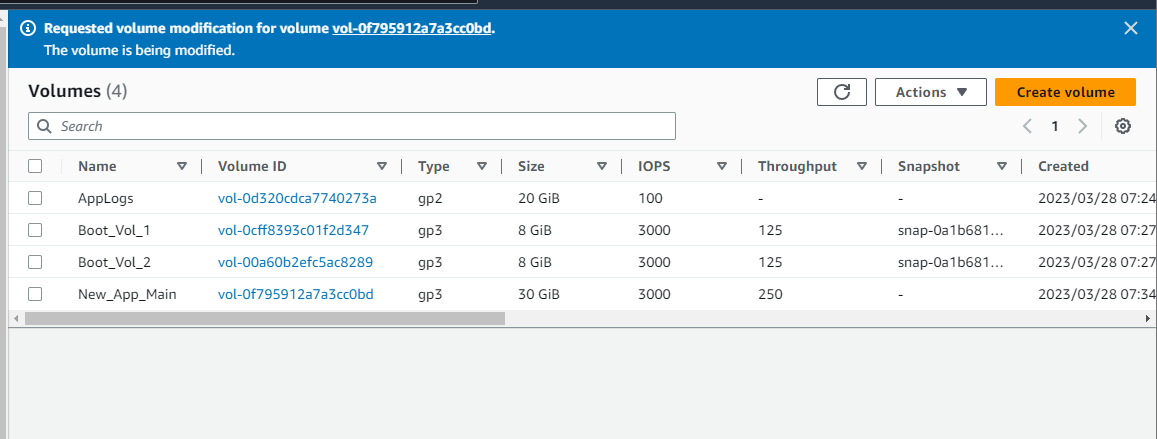 Requested volume modification for volume vol-0f795912a7a3cc0bd.
The volume is being modified.
Volumes (4)
Actions
Create volume
Search
1
Name Volume ID Type Size IOPS Throughput Snapshot Created
AppLogs vol-0d320cdca7740273a gp2 20 GiB 100 - - 2023/03/28 07:24
Boot_Vol_1 vol-0cff8393c01f2d347 gp3 8 GiB 3000 125 snap-0a1b681... 2023/03/28 07:27
Boot_Vol_2 vol-00a60b2efc5ac8289 gp3 8 GiB 3000 125 snap-0a1b681... 2023/03/28 07:27
New_App_Main vol-0f795912a7a3cc0bd gp3 30 GiB 3000 250 - 2023/03/28 07:34